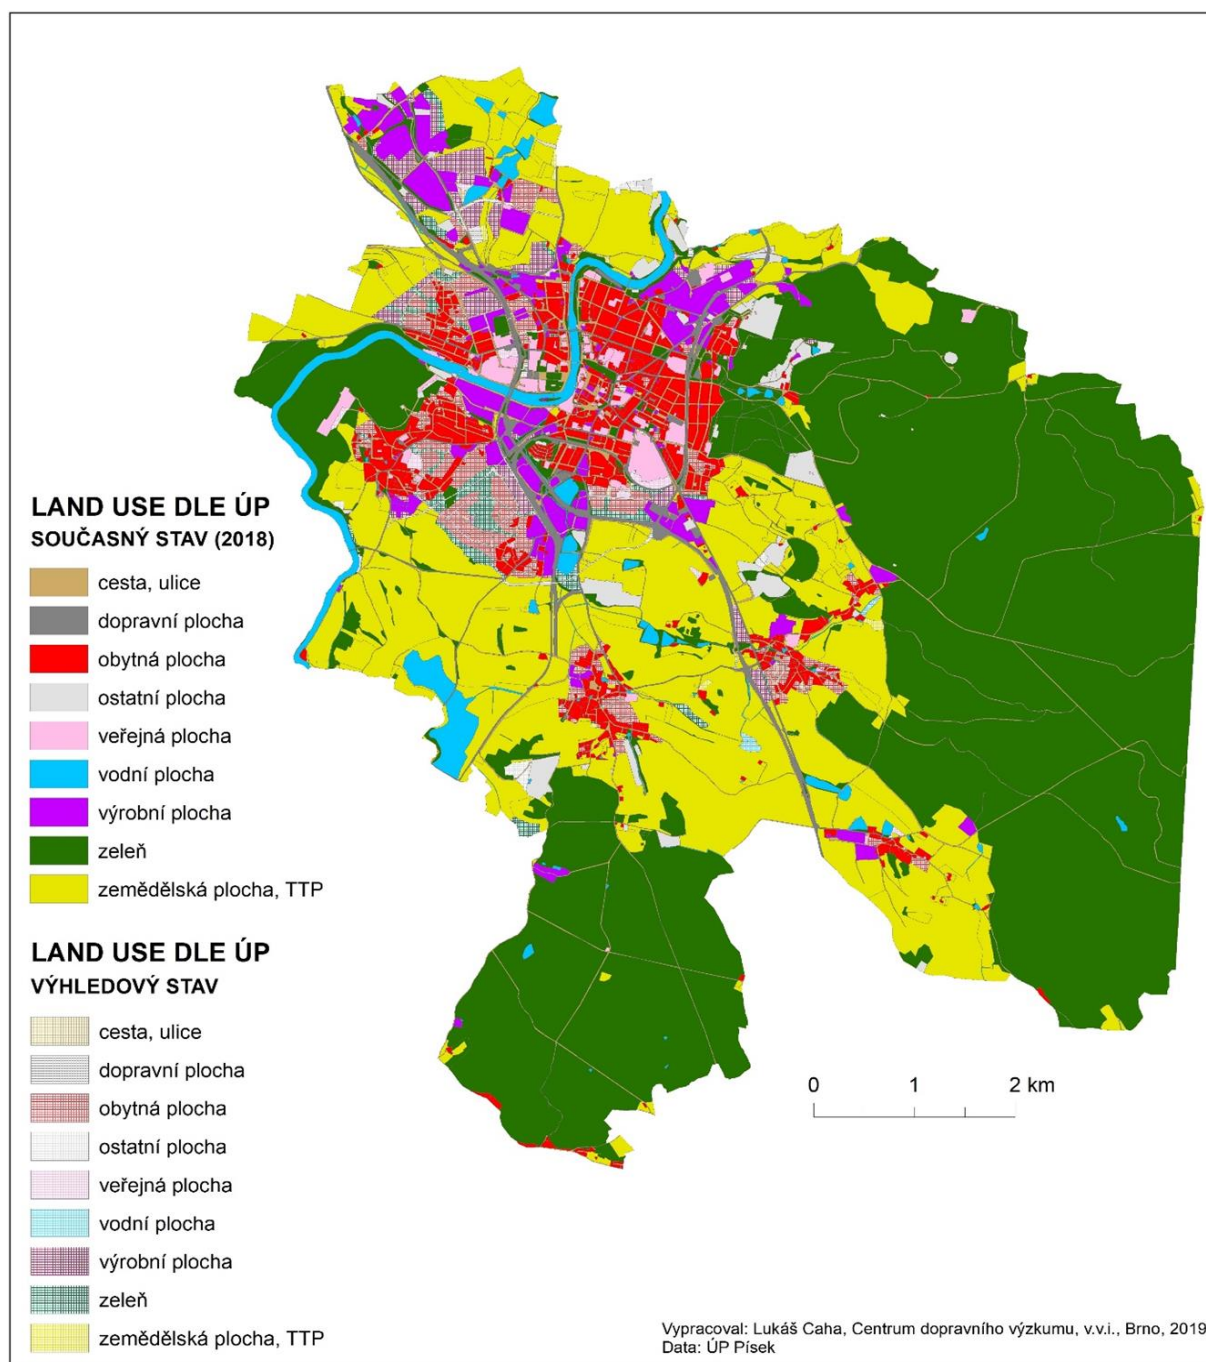 LAND USE DLE ÚP
SOUČASNÝ STAV (2018)
cesta, ulice
dopravní plocha
obytná plocha
ostatní plocha
veřejná plocha
vodní plocha
výrobní plocha
zeleň
zemědělská plocha, TTP
LAND USE DLE ÚP
VÝHLEDOVÝ STAV
cesta, ulice
dopravní plocha
obytná plocha
ostatní plocha
veřejná plocha
vodní plocha
výrobní plocha
zeleň
zemědělská plocha, TTP
0 1 2 km
Vypracoval: Lukáš Caha, Centrum dopravního výzkumu, v.v.i., Brno, 2019
Data: ÚP Písek